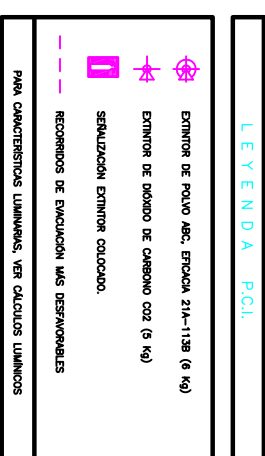 LEYENDA P.C.I.
EXTINTOR DE POLVO ABC, EFICACIA 21A-113B (6 Kg)
EXTINTOR DE DIÓXIDO DE CARBONO CO2 (5 Kg)
SEÑALIZACIÓN EXTINTOR COLOCADO.
RECORRIDOS DE EVACUACIÓN MÁS DESFAVORABLES
PARA CARACTERÍSTICAS LUMINARIAS, VER CÁLCULOS LUMÍNICOS